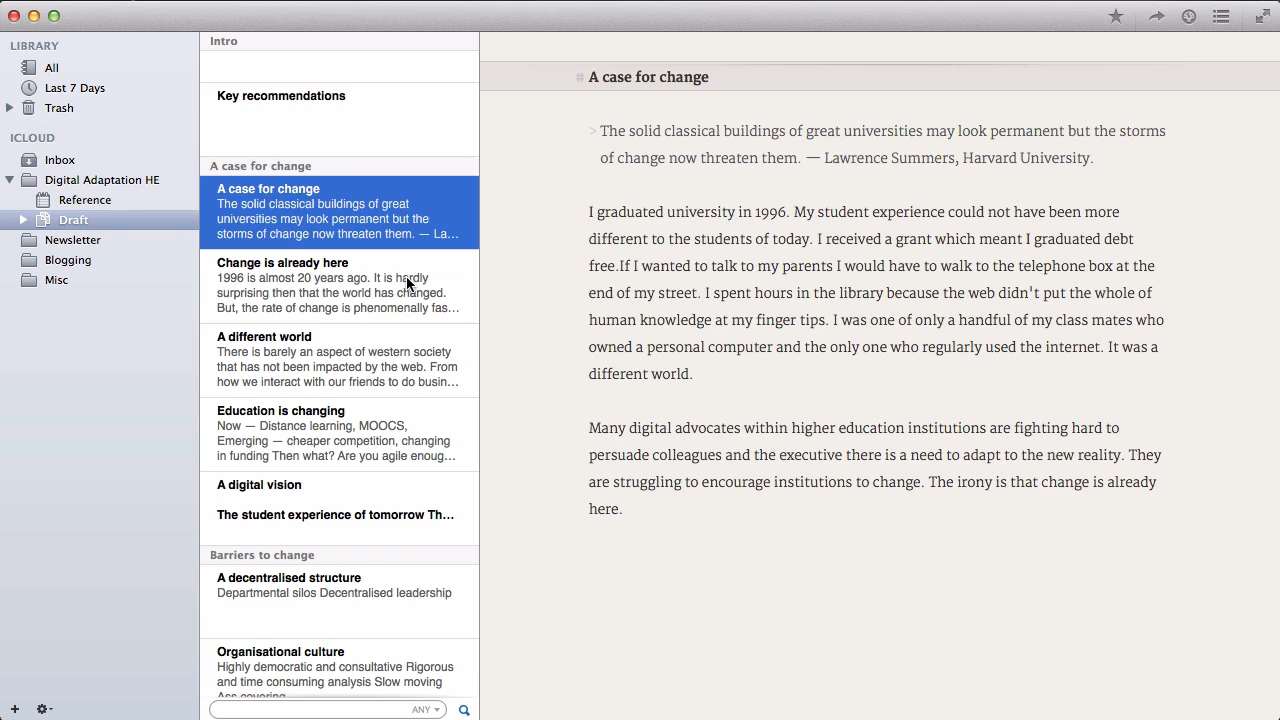 LIBRARY
All
Last 7 Days
Trash
ICLOUD
Inbox
Digital Adaptation HE
Reference
Draft
Newsletter
Blogging
Misc
Intro
Key recommendations
A case for change
A case for change
The solid classical buildings of great
universities may look permanent but the
storms of change now threaten them. — La…
Change is already here
1996 is almost 20 years ago. It is hardly
surprising then that the world has changed.
But, the rate of change is phenomenally fas…
A different world
There is barely an aspect of western society
that has not been impacted by the web. From
how we interact with our friends to do busin…
Education is changing
Now — Distance learning, MOOCS,
Emerging — cheaper competition, changing
in funding Then what? Are you agile enoug…
A digital vision
The student experience of tomorrow Th…
Barriers to change
A decentralised structure
Departmental silos Decentralised leadership
Organisational culture
Highly democratic and consultative Rigorous
and time consuming analysis Slow moving
Ass covering
ANY
# A case for change
> The solid classical buildings of great universities may look permanent but the storms
of change now threaten them. — Lawrence Summers, Harvard University.
I graduated university in 1996. My student experience could not have been more
different to the students of today. I received a grant which meant I graduated debt
free.If I wanted to talk to my parents I would have to walk to the telephone box at the
end of my street. I spent hours in the library because the web didn't put the whole of
human knowledge at my finger tips. I was one of only a handful of my class mates who
owned a personal computer and the only one who regularly used the internet. It was a
different world.
Many digital advocates within higher education institutions are fighting hard to
persuade colleagues and the executive there is a need to adapt to the new reality. They
are struggling to encourage institutions to change. The irony is that change is already
here.